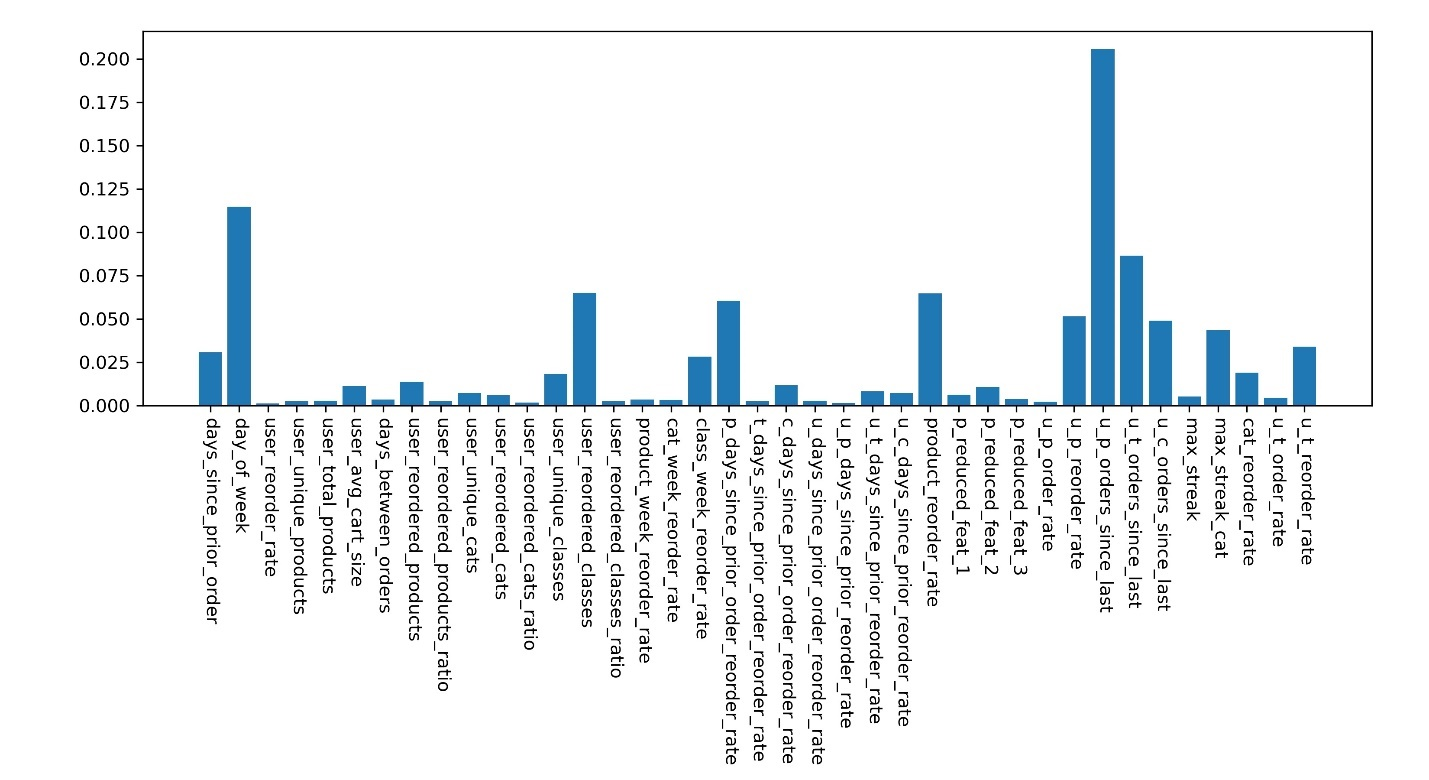 0.200
0.175
0.150
0.125
0.100
0.075
0.050
0.025
0.000
days_since_prior_order
day_of_week
user_reorder_rate
user_unique_products
user_total_products
user_avg_cart_size
days_between_orders
user_reordered_products
user_reordered_products_ratio
user_unique_cats
user_reordered_cats
user_reordered_cats_ratio
user_unique_classes
user_reordered_classes
user_reordered_classes_ratio
product_week_reorder_rate
cat_week_reorder_rate
class_week_reorder_rate
p_days_since_prior_order_reorder_rate
t_days_since_prior_order_reorder_rate
c_days_since_prior_order_reorder_rate
u_days_since_prior_order_reorder_rate
u_p_days_since_prior_reorder_rate
u_t_days_since_prior_reorder_rate
u_c_days_since_prior_reorder_rate
product_reorder_rate
p_reduced_feat_1
p_reduced_feat_2
p_reduced_feat_3
u_p_order_rate
u_p_reorder_rate
u_p_orders_since_last
u_t_orders_since_last
u_c_orders_since_last
max_streak
max_streak_cat
cat_reorder_rate
u_t_order_rate
u_t_reorder_rate